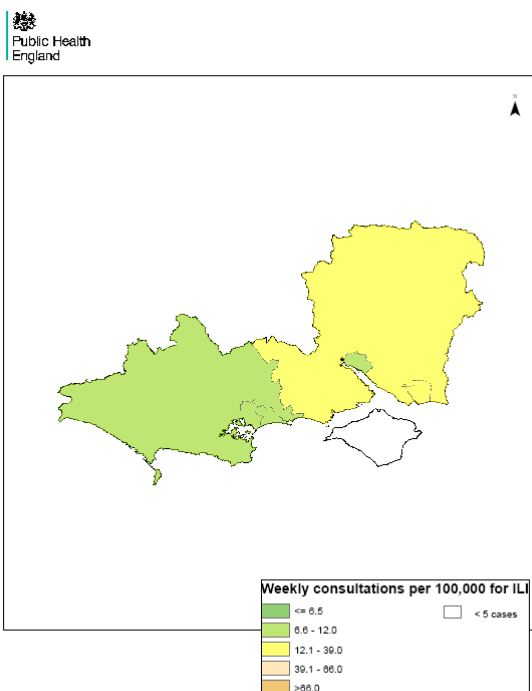 Public Health
England
N
Weekly consultations per 100,000 for ILI
<= 6.5
< 5 cases
6.6 - 12.0
12.1 - 39.0
39.1 - 66.0
>66.0